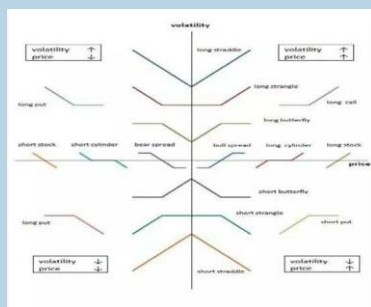 volatility
volatility ↑
price ↓
volatility ↑
price ↑
long straddle
long strangle
long put
long call
long butterfly
short stock
short cylinder
bear spread
bull spread
long cylinder
long stock
price
short butterfly
short strangle
long put
short put
volatility ↓
price ↓
volatility ↓
price ↑
short straddle